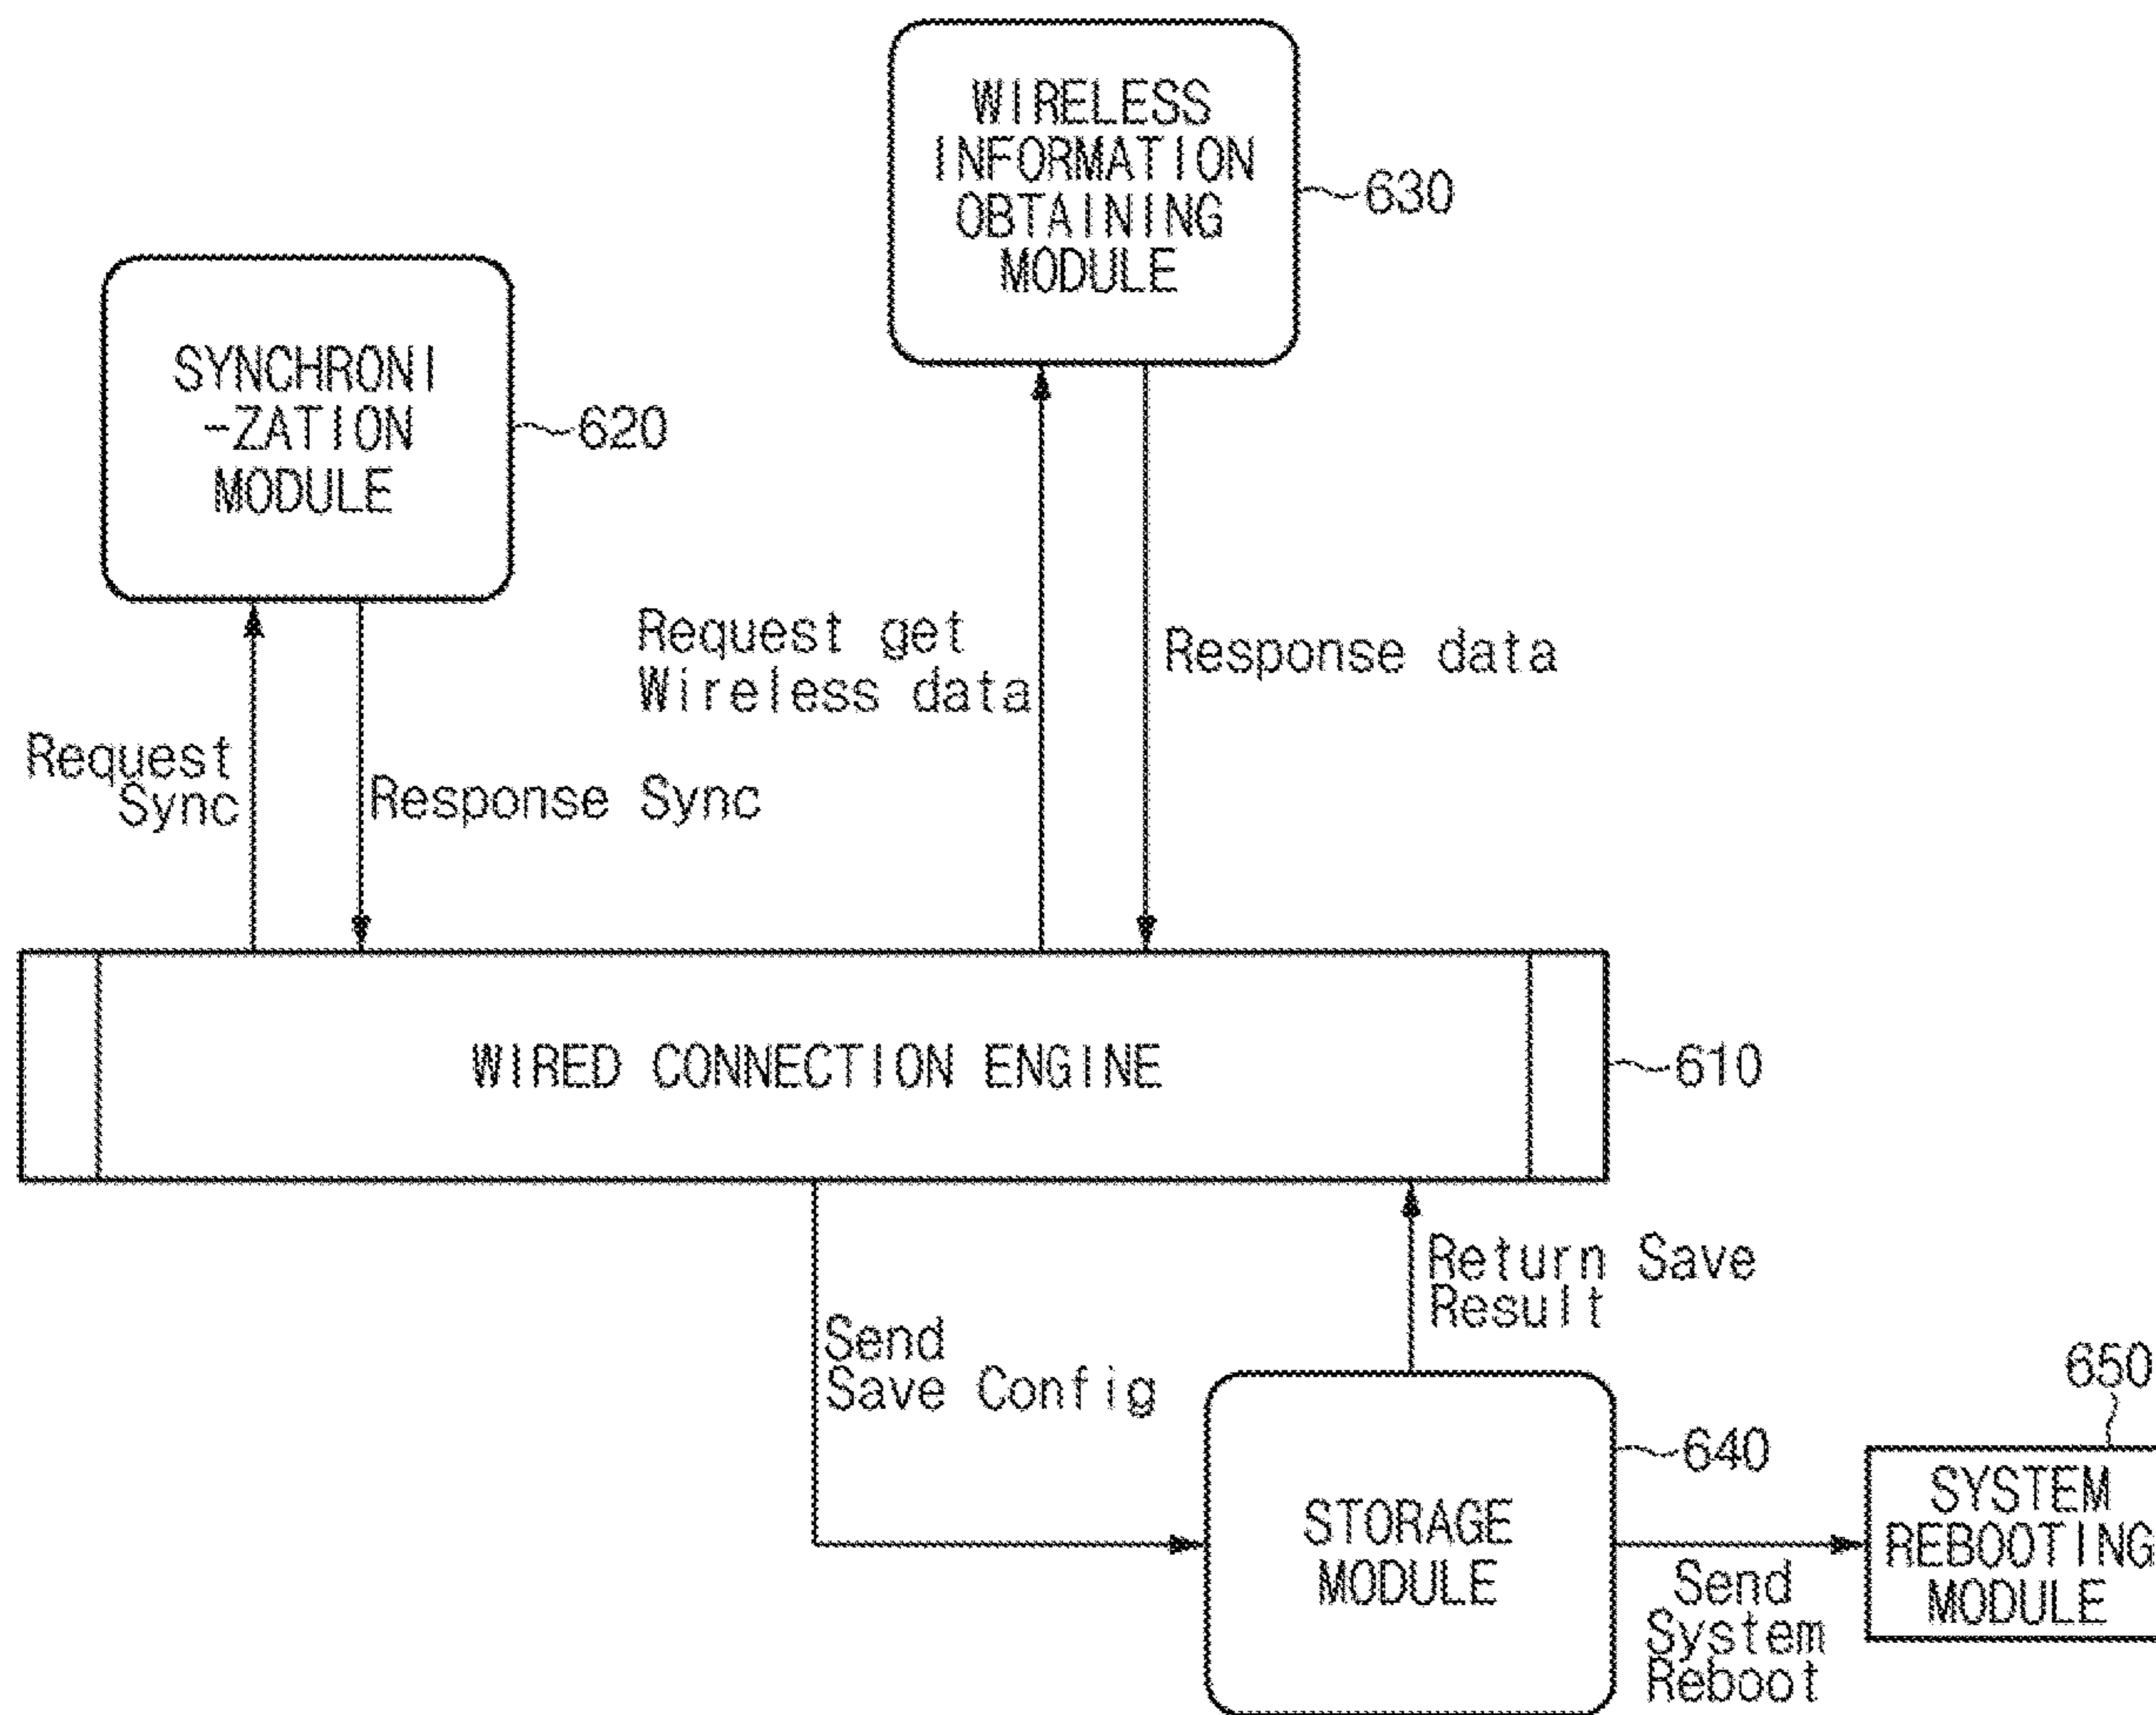 WIRELESS
INFORMATION
OBTAINING
MODULE
630
SYNCHRONI
-ZATION
MODULE
620
Request get
Wireless data
Response data
Request
Sync
Response Sync
WIRED CONNECTION ENGINE
610
Return Save
Result
Send
Save Config
650
640
STORAGE
MODULE
SYSTEM
REBOOTING
MODULE
Send
System
Reboot